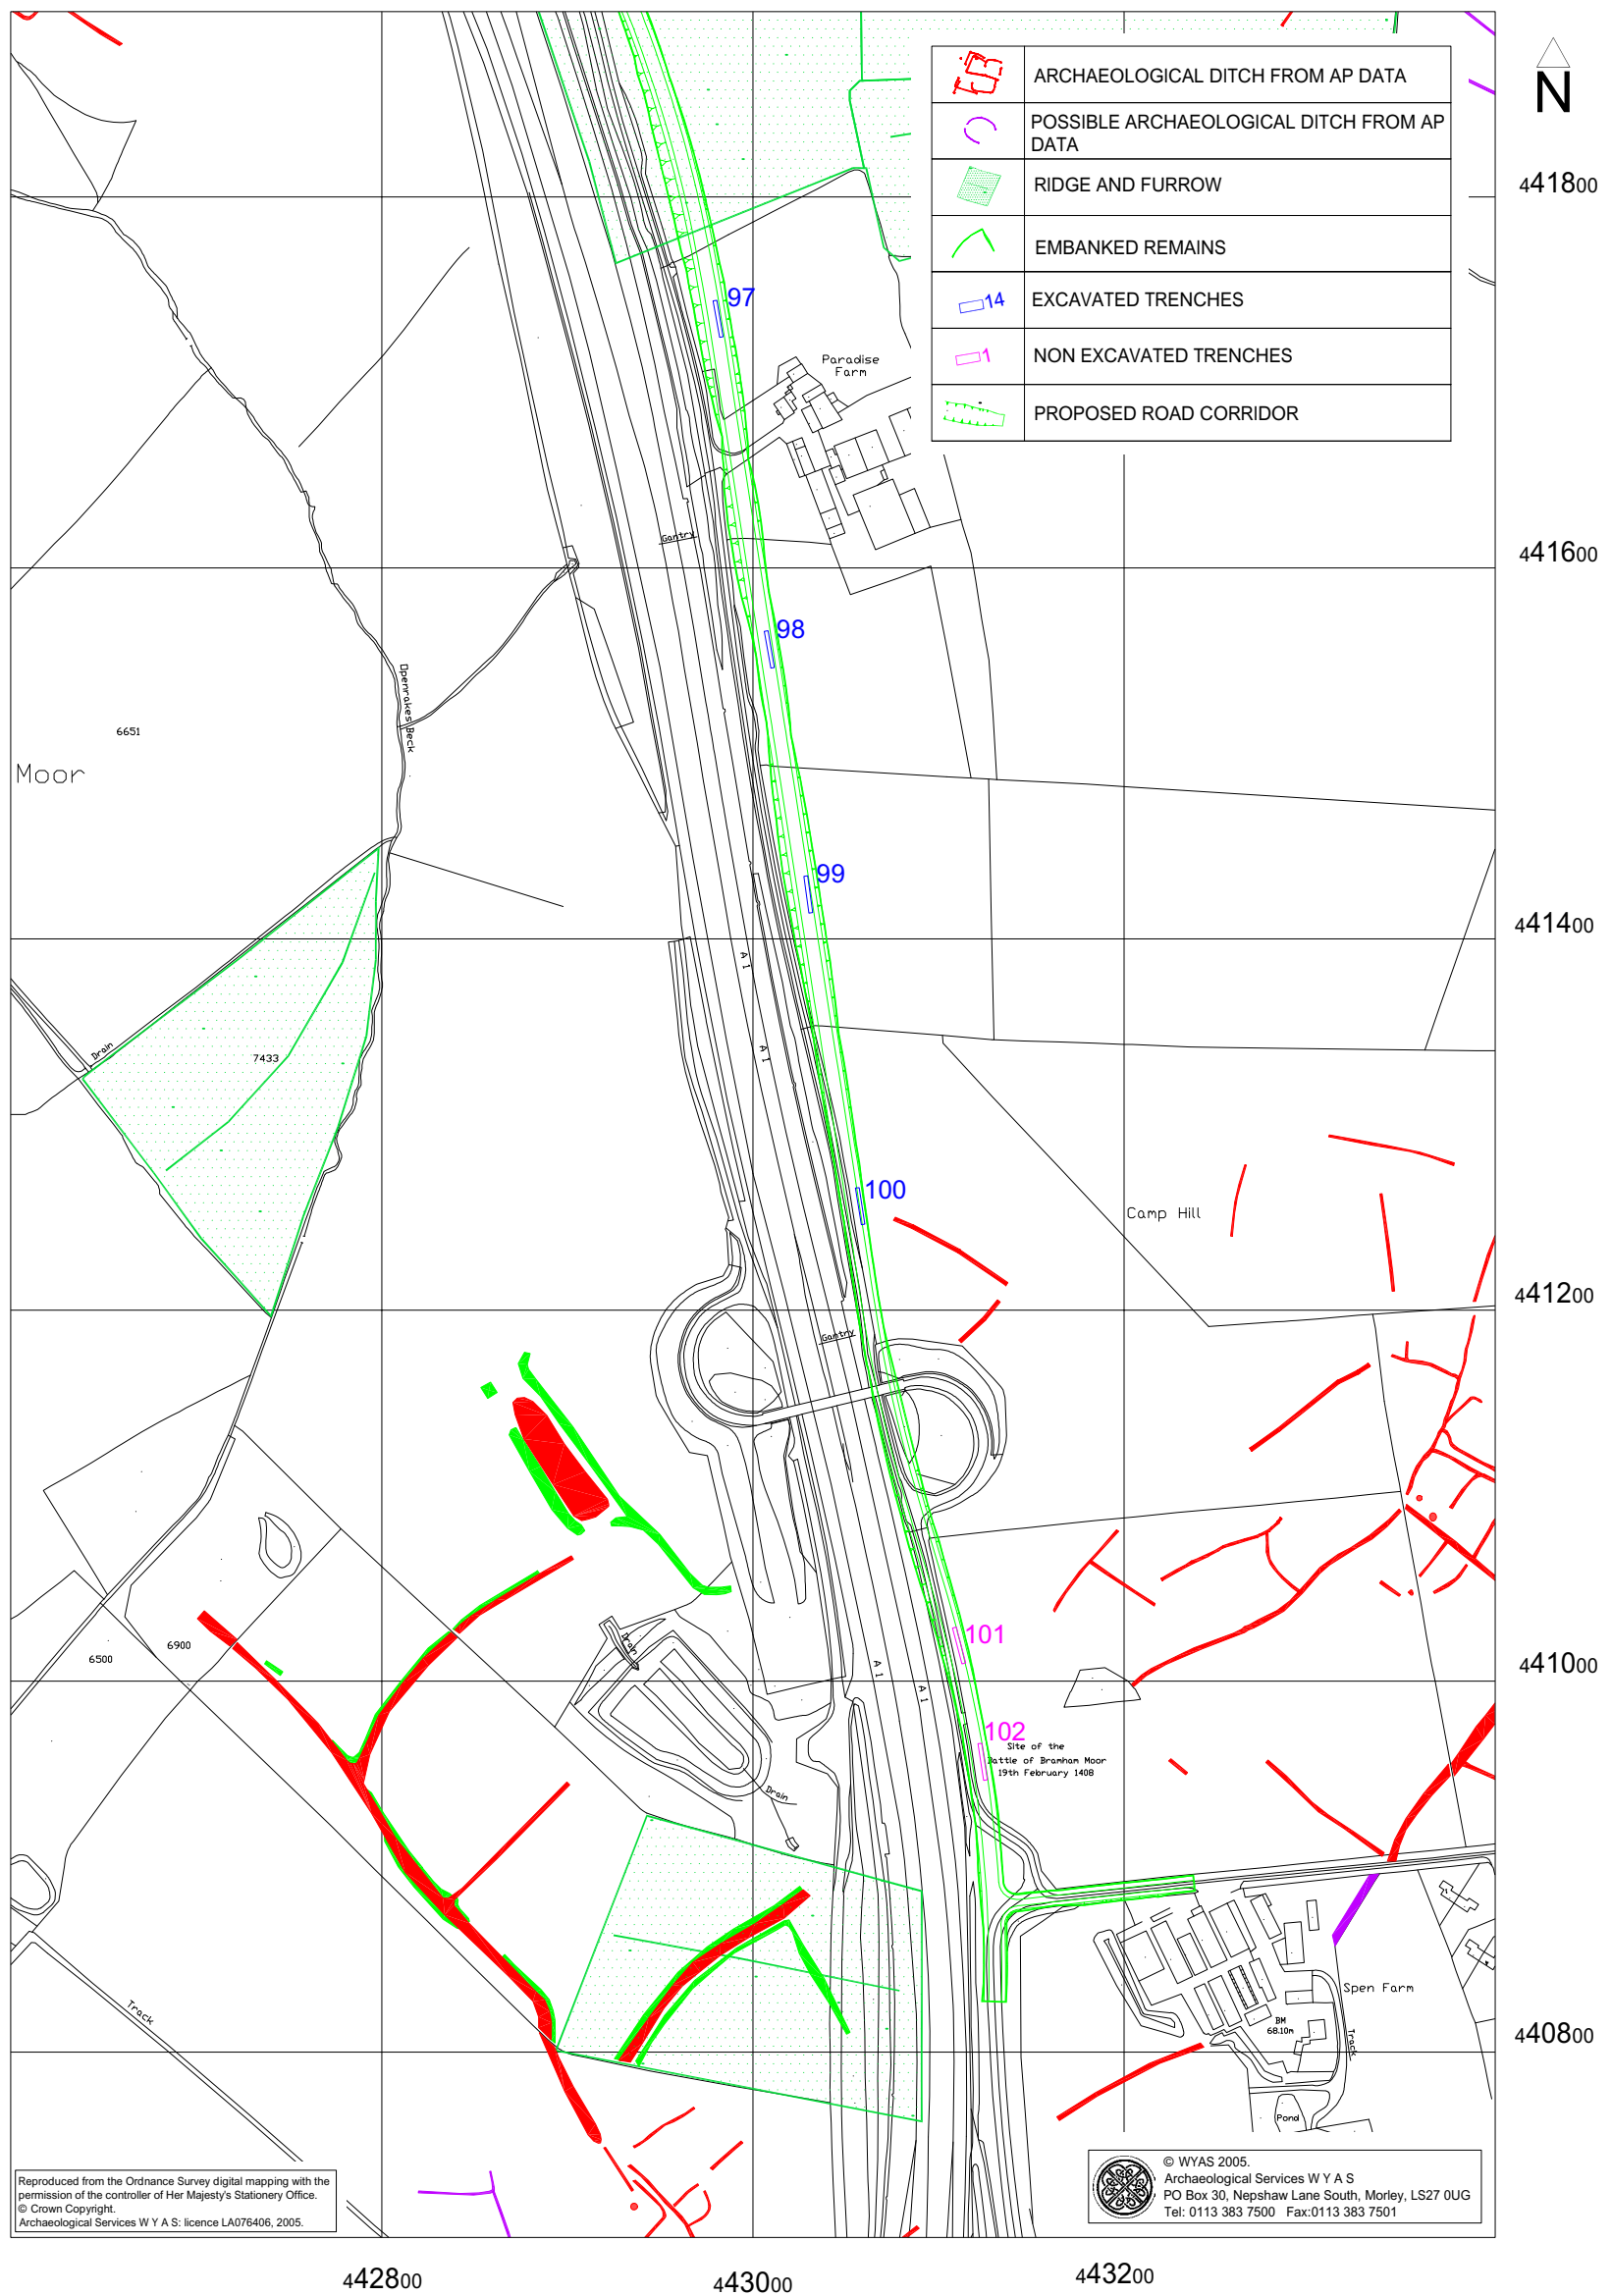 ARCHAEOLOGICAL DITCH FROM AP DATA
POSSIBLE ARCHAEOLOGICAL DITCH FROM AP
DATA
RIDGE AND FURROW
EMBANKED REMAINS
14 EXCAVATED TRENCHES
1 NON EXCAVATED TRENCHES
PROPOSED ROAD CORRIDOR
N
441800
97
Paradise
Farm
Gantry
441600
98
Openrakes Beck
6651
Moor
99
441400
A 1
A 1
Drain
7433
100
Camp Hill
441200
Gantry
101
Drain
6900
6500
A 1
A 1
441000
102
Site of the
Battle of Bramham Moor
19th February 1408
Drain
Track
Spen Farm
BM
68.10m
Track
440800
Pond
Reproduced from the Ordnance Survey digital mapping with the
permission of the controller of Her Majesty's Stationery Office.
© Crown Copyright.
Archaeological Services W Y A S: licence LA076406, 2005.
© WYAS 2005.
Archaeological Services W Y A S
PO Box 30, Nepshaw Lane South, Morley, LS27 0UG
Tel: 0113 383 7500 Fax:0113 383 7501
442800
443000
443200